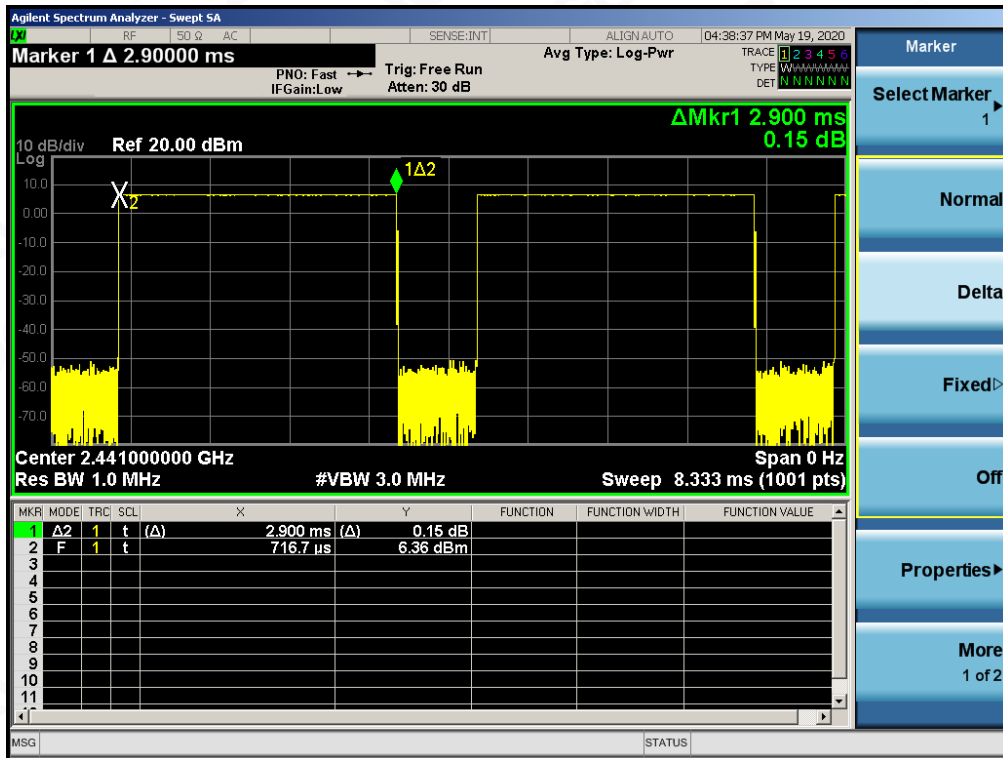 Agilent Spectrum Analyzer - Swept SA
LXI RF 50 Ω AC SENSE:INT ALIGN AUTO 04:38:37 PM May 19, 2020
Marker 1 Δ 2.90000 ms
PNO: Fast
IFGain:Low
Trig: Free Run
Atten: 30 dB
Avg Type: Log-Pwr
TRACE 1 2 3 4 5 6
TYPE WWWWWW
DET N N N N N N
ΔMkr1 2.900 ms
0.15 dB
10 dB/div Ref 20.00 dBm
Log
10.0
0.00
-10.0
-20.0
-30.0
-40.0
-50.0
-60.0
-70.0
1Δ2
2
Center 2.441000000 GHz Span 0 Hz
Res BW 1.0 MHz #VBW 3.0 MHz Sweep 8.333 ms (1001 pts)
MKR MODE TRC SCL X Y FUNCTION FUNCTION WIDTH FUNCTION VALUE
1 Δ2 1 t (Δ) 2.900 ms (Δ) 0.15 dB
2 F 1 t 716.7 µs 6.36 dBm
3
4
5
6
7
8
9
10
11
MSG STATUS
Marker
Select Marker
1
Normal
Delta
Fixed
Off
Properties
More
1 of 2